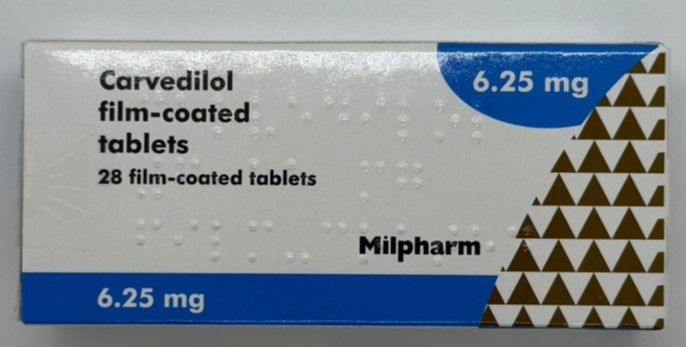 Carvedilol
film-coated
tablets
28 film-coated tablets
6.25 mg
Milpharm
6.25 mg